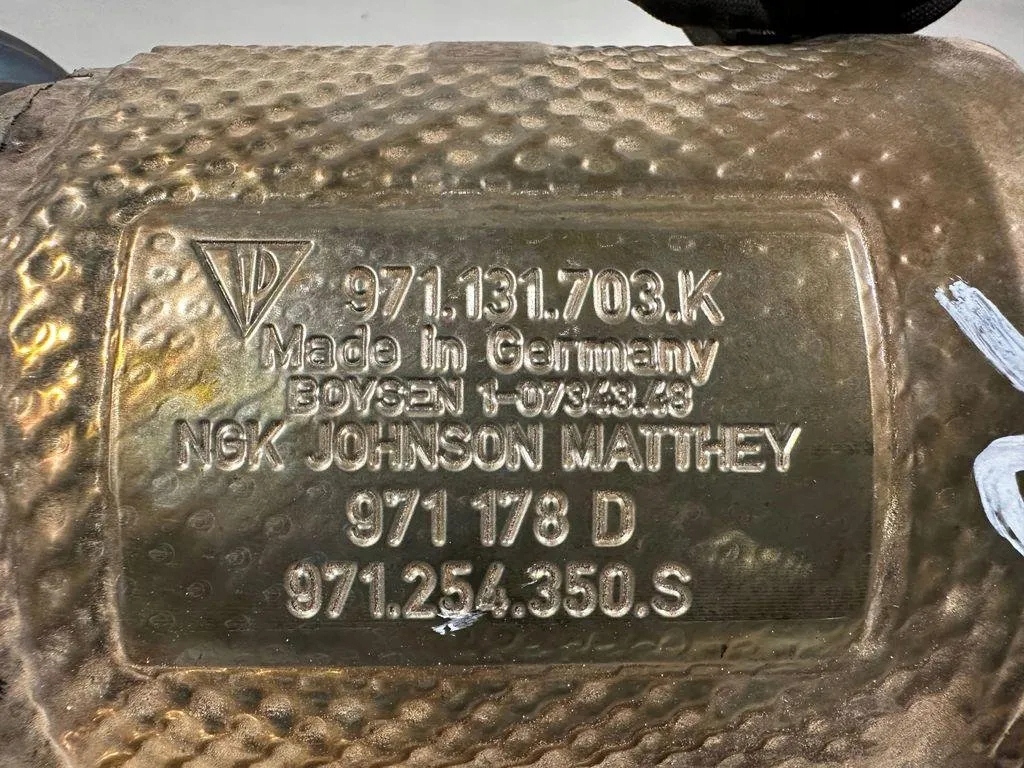 971.131.703.K
Made In Germany
BOYSEN 1-07343.48
NGK JOHNSON MATTHEY
971 178 D
971.254.350.S